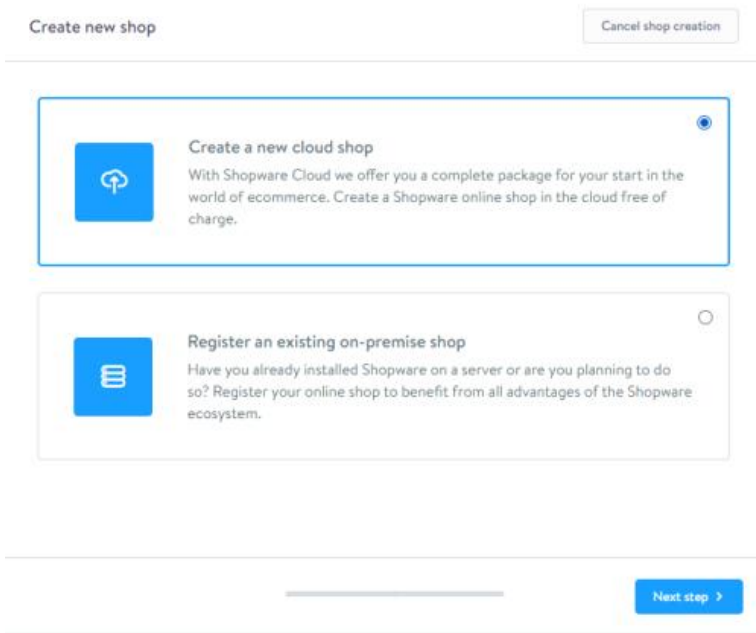 Create new shop
Cancel shop creation
Create a new cloud shop
With Shopware Cloud we offer you a complete package for your start in the
world of ecommerce. Create a Shopware online shop in the cloud free of
charge.
Register an existing on-premise shop
Have you already installed Shopware on a server or are you planning to do
so? Register your online shop to benefit from all advantages of the Shopware
ecosystem.
Next step